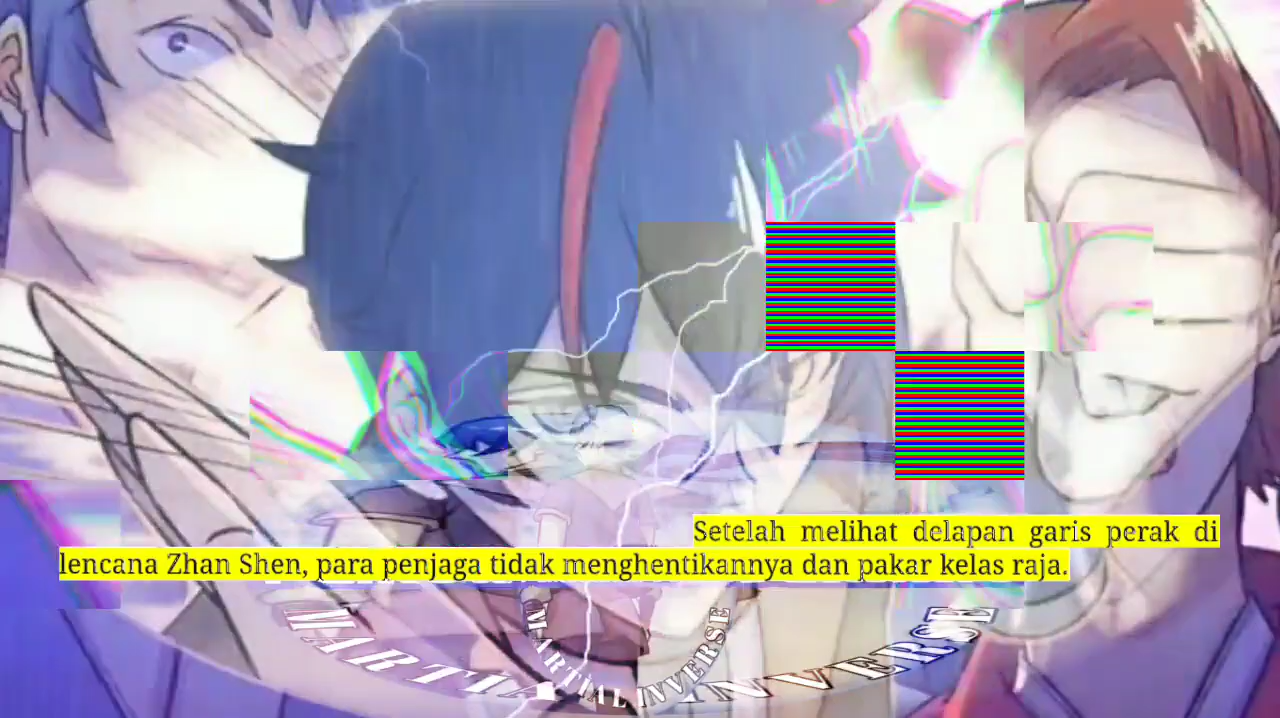 Setelah melihat delapan garis perak di
lencana Zhan Shen, para penjaga tidak menghentikannya dan pakar kelas raja.
MARTIAL INVERSE
MARTIAL INVERSE